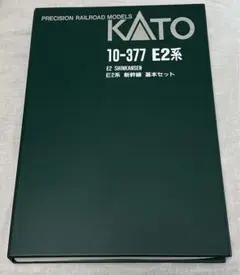 PRECISION RAILROAD MODELS
KATO
10-377 E2系
E2 SHINKANSEN
E2系 新幹線 基本セット